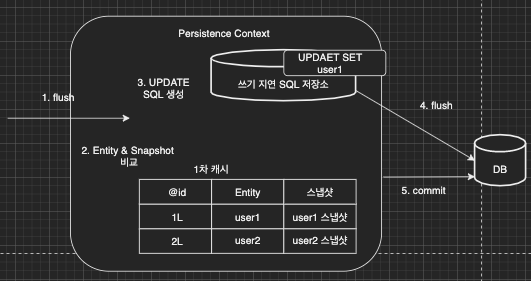 Persistence Context
UPDAET SET
user1
3. UPDATE
SQL 생성
쓰기 지연 SQL 저장소
1. flush
4. flush
2. Entity & Snapshot
비교
1차 캐시
DB
@id Entity 스냅샷
5. commit
1L user1 user1 스냅샷
2L user2 user2 스냅샷